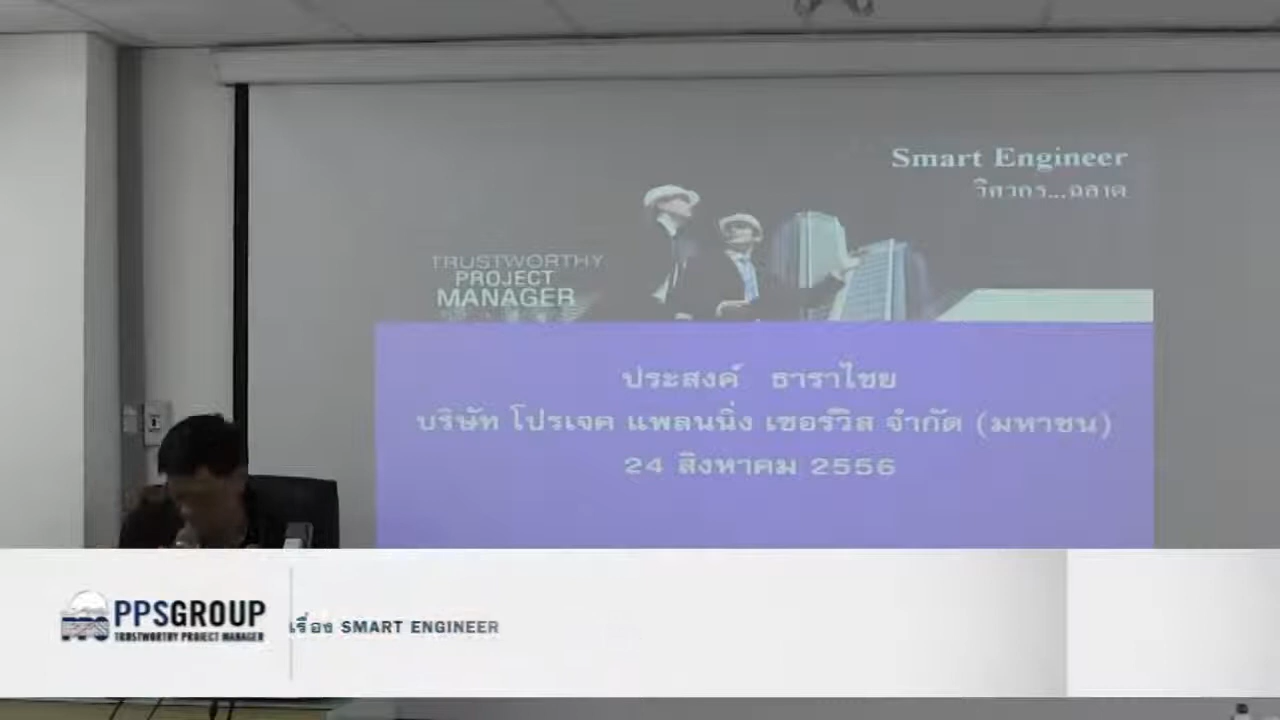 Smart Engineer
วิศวกร...ฉลาด
TRUSTWORTHY
PROJECT
MANAGER
ประสงค์ ธาราไชย
บริษัท โปรเจค แพลนนิ่ง เซอร์วิส จำกัด (มหาชน)
24 สิงหาคม 2556
PPS PPSGROUP
TRUSTWORTHY PROJECT MANAGER
เรื่อง SMART ENGINEER